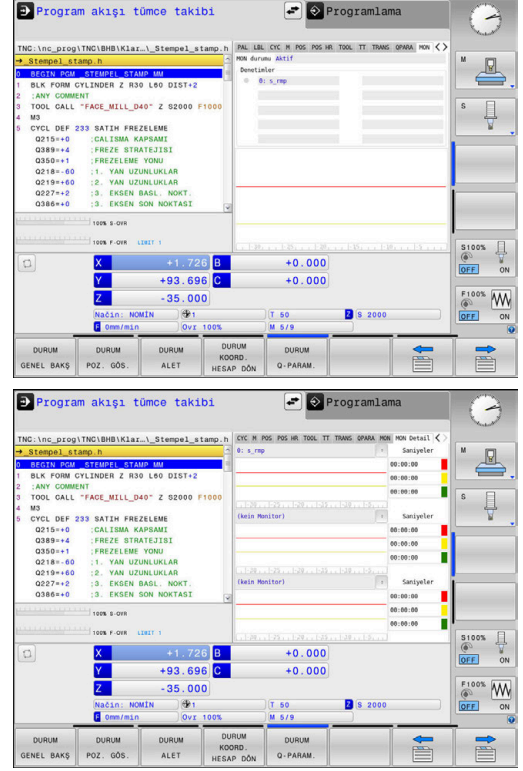 Program akışı tümce takibi
Programlama
TNC:\nc_prog\TNC\BHB\Klar…\_Stempel_stamp.h
→_Stempel_stamp.h
0 BEGIN PGM _STEMPEL_STAMP MM
1 BLK FORM CYLINDER Z R30 L60 DIST+2
2 ;ANY COMMENT
3 TOOL CALL "FACE_MILL_D40" Z S2000 F1000
4 M3
5 CYCL DEF 233 SATIH FREZELEME
Q215=+0 ;CALISMA KAPSAMI
Q389=+4 ;FREZE STRATEJISI
Q350=+1 ;FREZELEME YONU
Q218=-60 ;1. YAN UZUNLUKLAR
Q219=+60 ;2. YAN UZUNLUKLAR
Q227=+2 ;3. EKSEN BASL. NOKT.
Q386=+0 ;3. EKSEN SON NOKTASI
PAL LBL CYC M POS POS HR TOOL TT TRANS QPARA MON
MON durumu Aktif
Denetimler
0: s_rmp
100% S-OVR
100% F-OVR LIMIT 1
X +1.726 B +0.000
Y +93.696 C +0.000
Z -35.000
Način: NOMİN 1 T 50 Z S 2000
F 0mm/min Ovr 100% M 5/9
DURUM GENEL BAKŞ
DURUM POZ. GÖS.
DURUM ALET
DURUM KOORD. HESAP DÖN
DURUM Q-PARAM.
M
S
S100%
OFF ON
F100%
OFF ON
Program akışı tümce takibi
Programlama
TNC:\nc_prog\TNC\BHB\Klar…\_Stempel_stamp.h
→_Stempel_stamp.h
0 BEGIN PGM _STEMPEL_STAMP MM
1 BLK FORM CYLINDER Z R30 L60 DIST+2
2 ;ANY COMMENT
3 TOOL CALL "FACE_MILL_D40" Z S2000 F1000
4 M3
5 CYCL DEF 233 SATIH FREZELEME
Q215=+0 ;CALISMA KAPSAMI
Q389=+4 ;FREZE STRATEJISI
Q350=+1 ;FREZELEME YONU
Q218=-60 ;1. YAN UZUNLUKLAR
Q219=+60 ;2. YAN UZUNLUKLAR
Q227=+2 ;3. EKSEN BASL. NOKT.
Q386=+0 ;3. EKSEN SON NOKTASI
CYC M POS POS HR TOOL TT TRANS QPARA MON MON Detail
0: s_rmp Saniyeler
00:00:00
00:00:00
00:00:00
(kein Monitor) Saniyeler
00:00:00
00:00:00
00:00:00
(kein Monitor) Saniyeler
00:00:00
00:00:00
00:00:00
100% S-OVR
100% F-OVR LIMIT 1
X +1.726 B +0.000
Y +93.696 C +0.000
Z -35.000
Način: NOMİN 1 T 50 Z S 2000
F 0mm/min Ovr 100% M 5/9
DURUM GENEL BAKŞ
DURUM POZ. GÖS.
DURUM ALET
DURUM KOORD. HESAP DÖN
DURUM Q-PARAM.
M
S
S100%
OFF ON
F100%
OFF ON